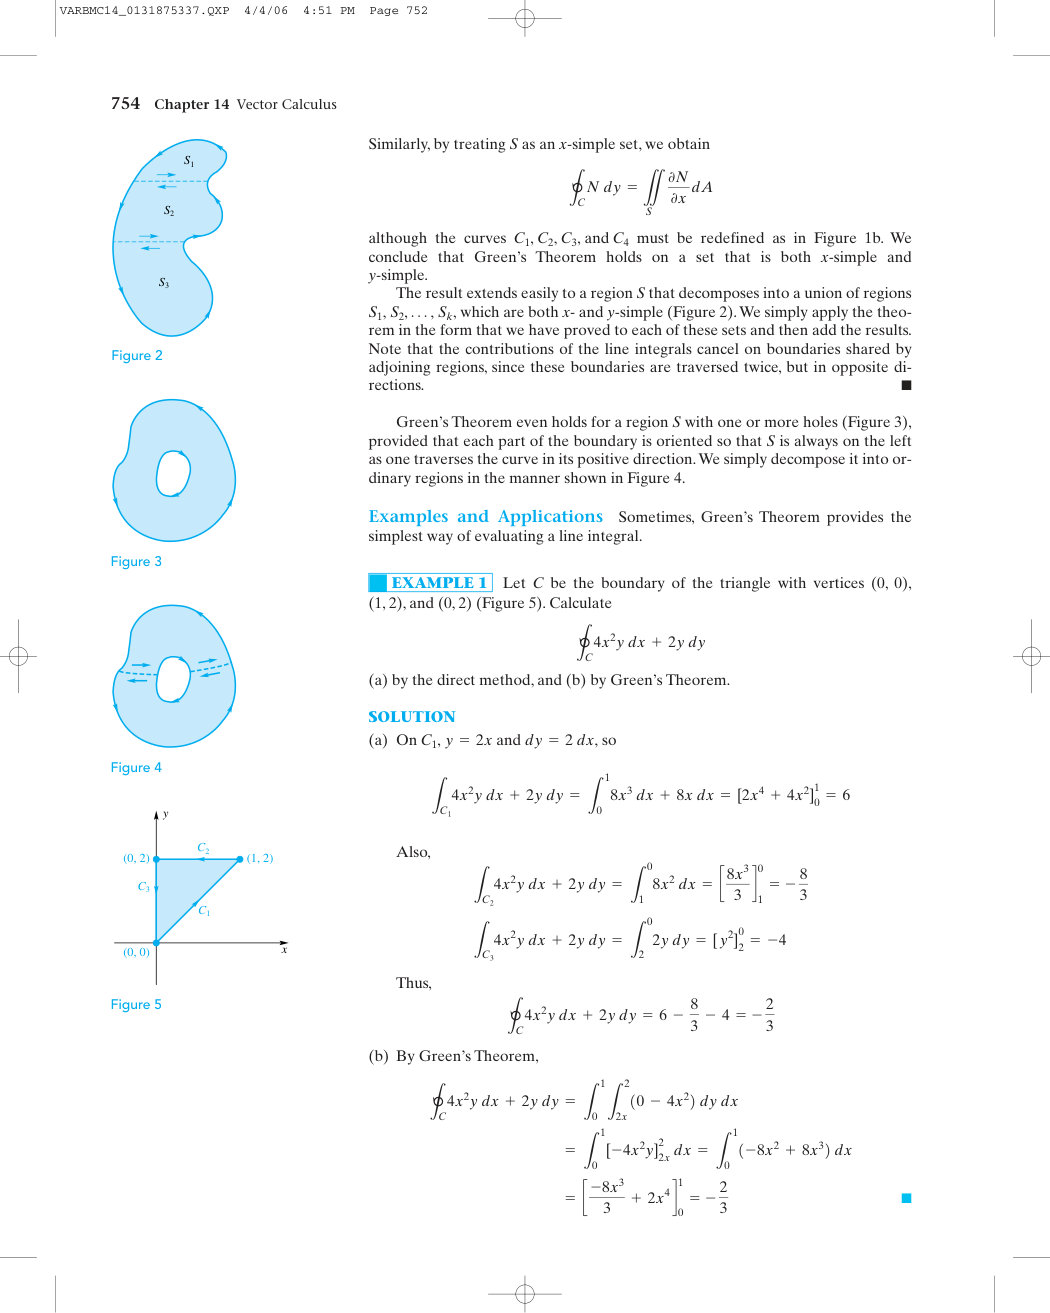 VARBMC14_0131875337.QXP 4/4/06 4:51 PM Page 752
754 Chapter 14 Vector Calculus
S₁
S₂
S₃
Figure 2
Figure 3
Figure 4
y
(0, 2)
C₂
(1, 2)
C₃
C₁
(0, 0)
x
Figure 5
Similarly, by treating S as an x-simple set, we obtain
∮_C N dy = ∬_S ∂N/∂x dA
although the curves C₁, C₂, C₃, and C₄ must be redefined as in Figure 1b. We
conclude that Green's Theorem holds on a set that is both x-simple and
y-simple.
The result extends easily to a region S that decomposes into a union of regions
S₁, S₂, . . . , Sₖ, which are both x- and y-simple (Figure 2). We simply apply the theo-
rem in the form that we have proved to each of these sets and then add the results.
Note that the contributions of the line integrals cancel on boundaries shared by
adjoining regions, since these boundaries are traversed twice, but in opposite di-
rections. ■
Green's Theorem even holds for a region S with one or more holes (Figure 3),
provided that each part of the boundary is oriented so that S is always on the left
as one traverses the curve in its positive direction. We simply decompose it into or-
dinary regions in the manner shown in Figure 4.
Examples and Applications Sometimes, Green's Theorem provides the
simplest way of evaluating a line integral.
EXAMPLE 1 Let C be the boundary of the triangle with vertices (0, 0),
(1, 2), and (0, 2) (Figure 5). Calculate
∮_C 4x²y dx + 2y dy
(a) by the direct method, and (b) by Green's Theorem.
SOLUTION
(a) On C₁, y = 2x and dy = 2 dx, so
∫_C₁ 4x²y dx + 2y dy = ∫₀¹ 8x³ dx + 8x dx = [2x⁴ + 4x²]₀¹ = 6
Also,
∫_C₂ 4x²y dx + 2y dy = ∫₁⁰ 8x² dx = [8x³/3]₁⁰ = −8/3
∫_C₃ 4x²y dx + 2y dy = ∫₂⁰ 2y dy = [y²]₂⁰ = −4
Thus,
∮_C 4x²y dx + 2y dy = 6 − 8/3 − 4 = −2/3
(b) By Green's Theorem,
∮_C 4x²y dx + 2y dy = ∫₀¹ ∫_2x² (0 − 4x²) dy dx
= ∫₀¹ [−4x²y]_2x² dx = ∫₀¹ (−8x² + 8x³) dx
= [−8x³/3 + 2x⁴]₀¹ = −2/3 ■